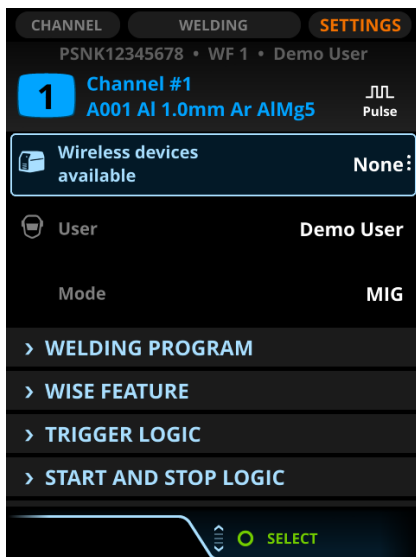 CHANNEL WELDING SETTINGS
PSNK12345678 • WF 1 • Demo User
1
Channel #1
A001 Al 1.0mm Ar AlMg5
Pulse
Wireless devices
available
None
User
Demo User
Mode
MIG
› WELDING PROGRAM
› WISE FEATURE
› TRIGGER LOGIC
› START AND STOP LOGIC
SELECT